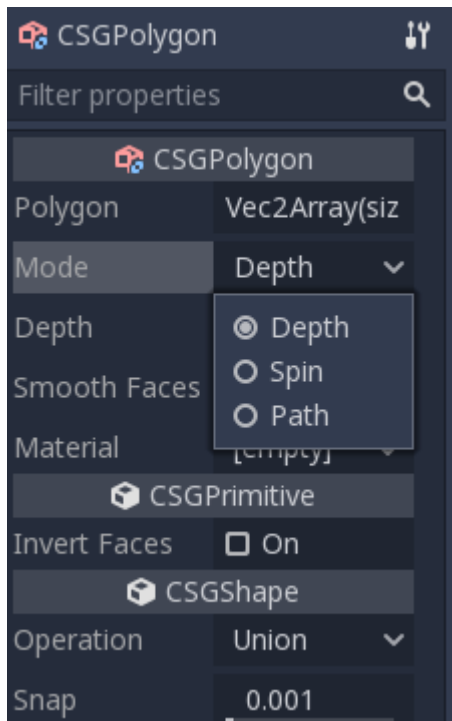 CSGPolygon
Filter properties
CSGPolygon
Polygon Vec2Array(siz
Mode Depth
Depth Depth
Spin
Smooth Faces
Path
Material [empty]
CSGPrimitive
Invert Faces On
CSGShape
Operation Union
Snap 0.001